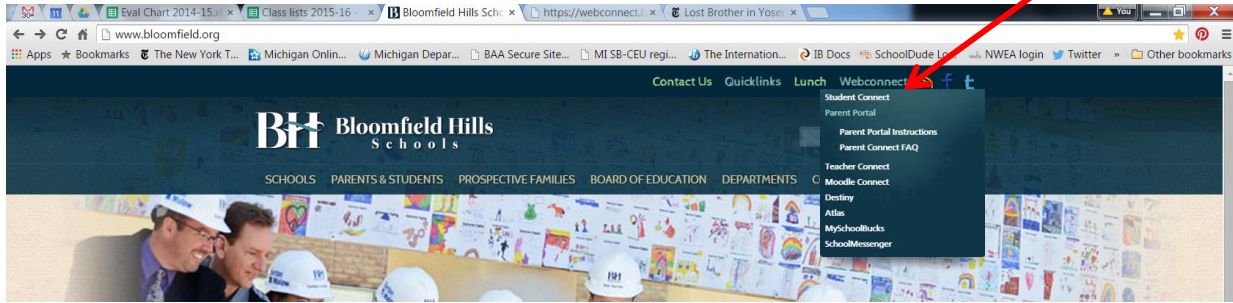 Eval Chart 2014-15.xl
Class lists 2015-16 -
Bloomfield Hills Scho
https://webconnect.l
Lost Brother in Yosem
You
www.bloomfield.org
Apps
Bookmarks
The New York T...
Michigan Onlin...
Michigan Depar...
BAA Secure Site...
MI SB-CEU regi...
The Internation...
IB Docs
SchoolDude Lo...
NWEA login
Twitter
»
Other bookmarks
Contact Us Quicklinks Lunch Webconnect
Student Connect
Parent Portal
Parent Portal Instructions
Parent Connect FAQ
Teacher Connect
Moodle Connect
Destiny
Atlas
MySchoolBucks
SchoolMessenger
BH Bloomfield Hills
Schools
SCHOOLS PARENTS & STUDENTS PROSPECTIVE FAMILIES BOARD OF EDUCATION DEPARTMENTS C
BH